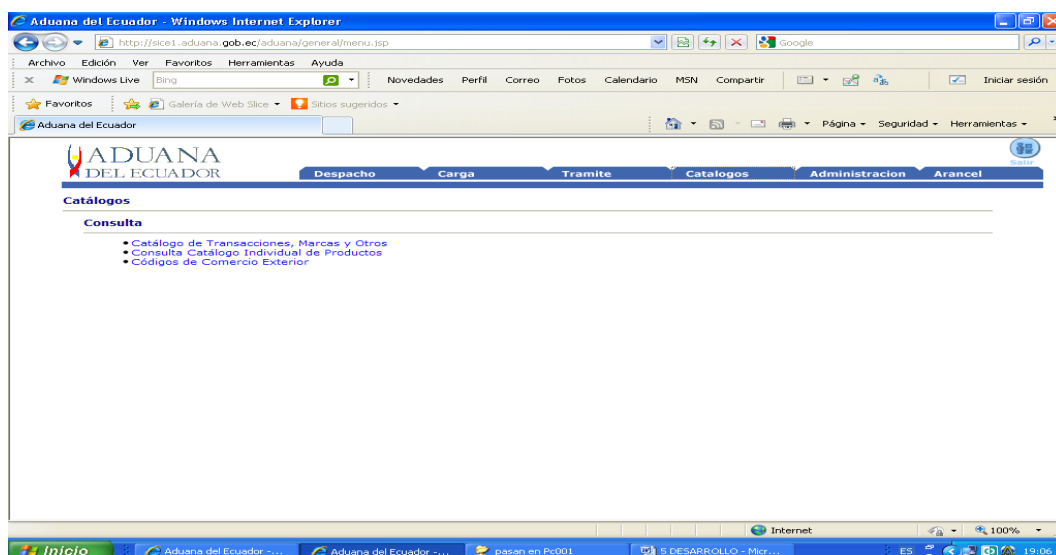 Aduana del Ecuador - Windows Internet Explorer
http://sice1.aduana.gob.ec/aduana/general/menu.jsp
Google
Archivo Edición Ver Favoritos Herramientas Ayuda
Windows Live Bing Novedades Perfil Correo Fotos Calendario MSN Compartir Iniciar sesión
Favoritos Galería de Web Slice Sitios sugeridos
Aduana del Ecuador Página Seguridad Herramientas
ADUANA
DEL ECUADOR
Salir
Despacho Carga Tramite Catalogos Administracion Arancel
Catálogos
Consulta
• Catálogo de Transacciones, Marcas y Otros
• Consulta Catálogo Individual de Productos
• Códigos de Comercio Exterior
Internet 100%
Inicio Aduana del Ecuador -... Aduana del Ecuador -... pasan en Pc001 5 DESARROLLO - Micr... ES 19:06